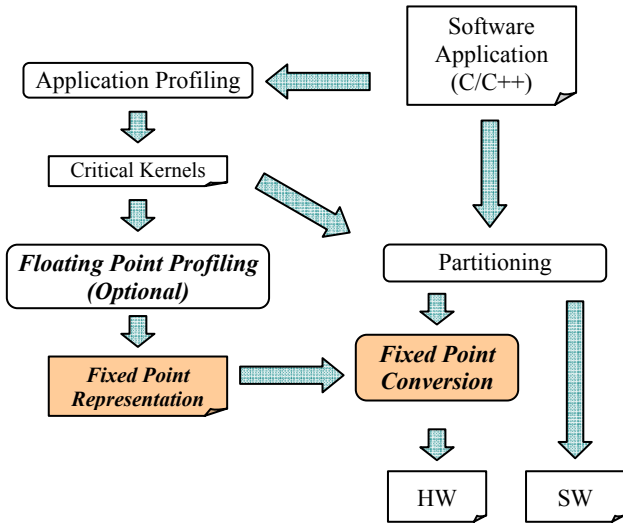 Software
Application
(C/C++)
Application Profiling
Critical Kernels
Floating Point Profiling
(Optional)
Partitioning
Fixed Point
Representation
Fixed Point
Conversion
HW
SW